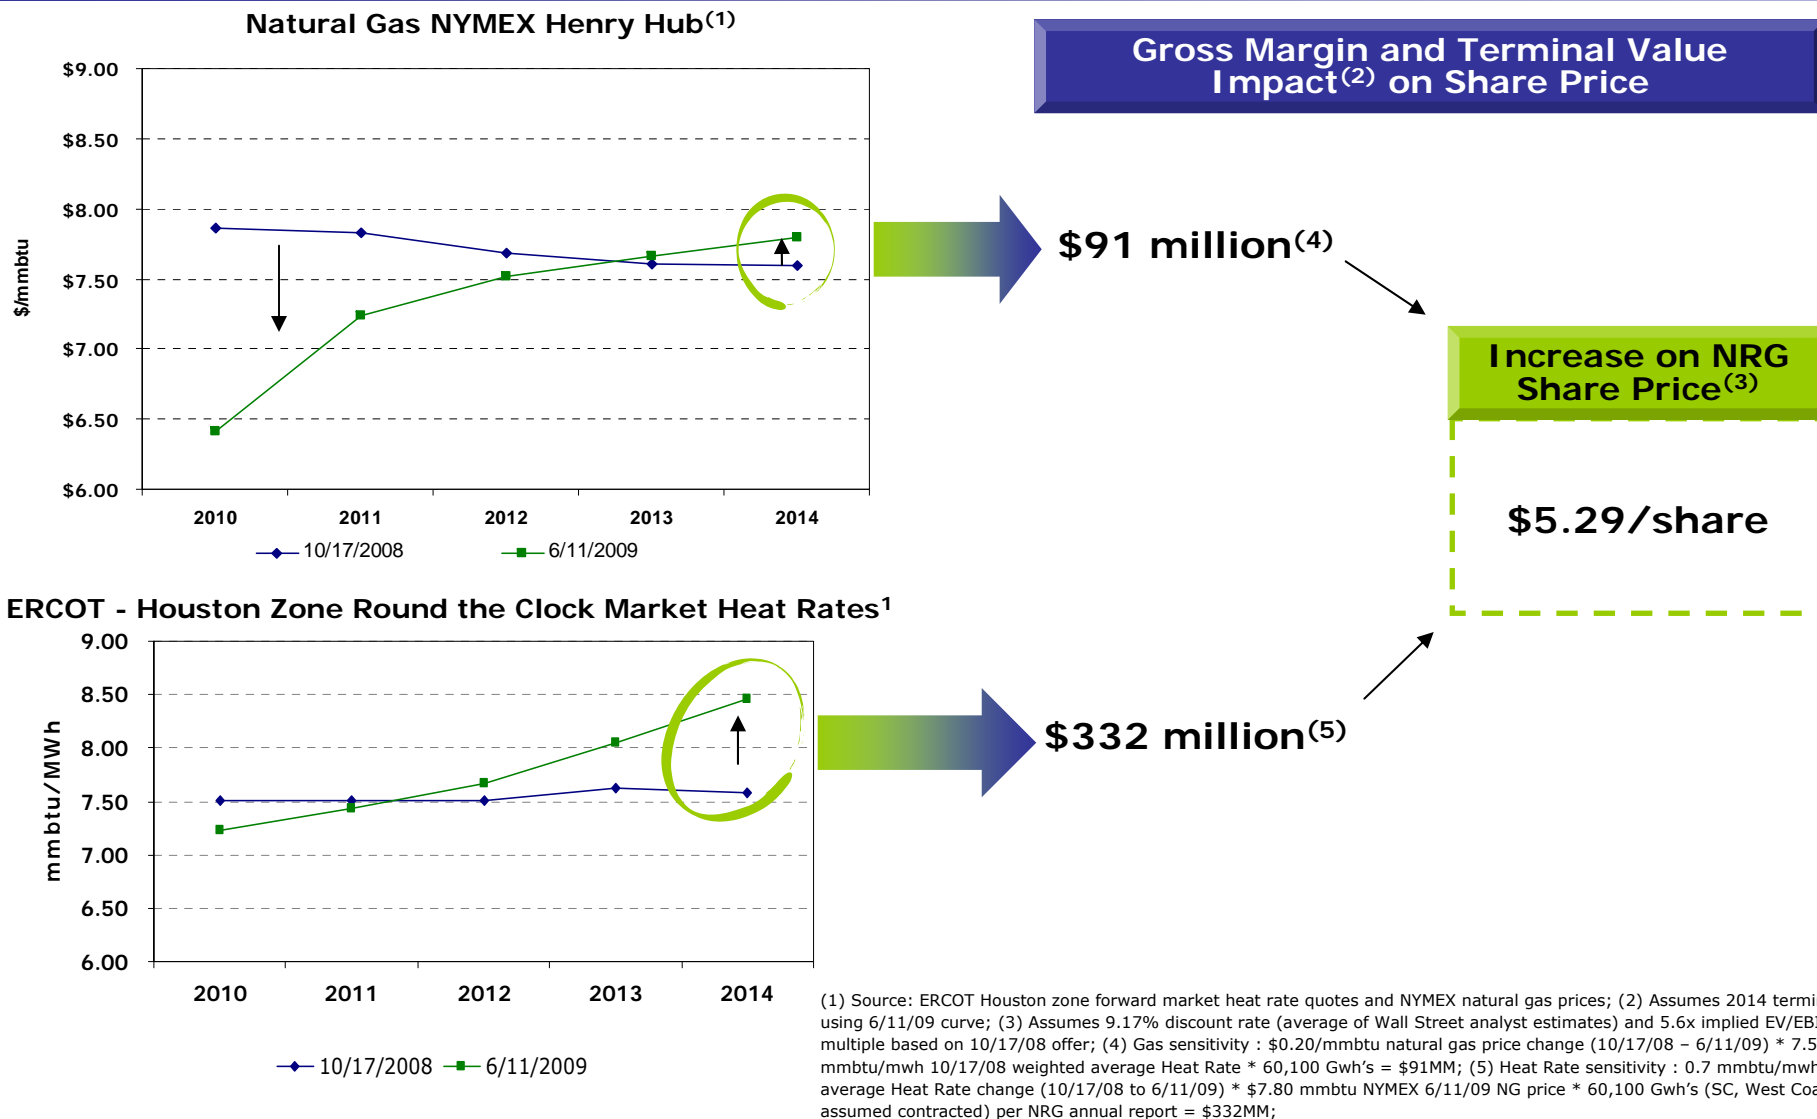 Natural Gas NYMEX Henry Hub(1)
$9.00
$8.50
$8.00
$7.50
$7.00
$6.50
$6.00
$/mmbtu
2010 2011 2012 2013 2014
10/17/2008 6/11/2009
Gross Margin and Terminal Value
Impact(2) on Share Price
$91 million(4)
Increase on NRG
Share Price(3)
$5.29/share
ERCOT - Houston Zone Round the Clock Market Heat Rates1
9.00
8.50
8.00
7.50
7.00
6.50
6.00
mmbtu/MWh
2010 2011 2012 2013 2014
10/17/2008 6/11/2009
$332 million(5)
(1) Source: ERCOT Houston zone forward market heat rate quotes and NYMEX natural gas prices; (2) Assumes 2014
using 6/11/09 curve; (3) Assumes 9.17% discount rate (average of Wall Street analyst estimates) and 5.6x implied
multiple based on 10/17/08 offer; (4) Gas sensitivity : $0.20/mmbtu natural gas price change (10/17/08 – 6/11/09) *
mmbtu/mwh 10/17/08 weighted average Heat Rate * 60,100 Gwh's = $91MM; (5) Heat Rate sensitivity : 0.7 mmbtu/mwh
average Heat Rate change (10/17/08 to 6/11/09) * $7.80 mmbtu NYMEX 6/11/09 NG price * 60,100 Gwh's (SC, West
assumed contracted) per NRG annual report = $332MM;